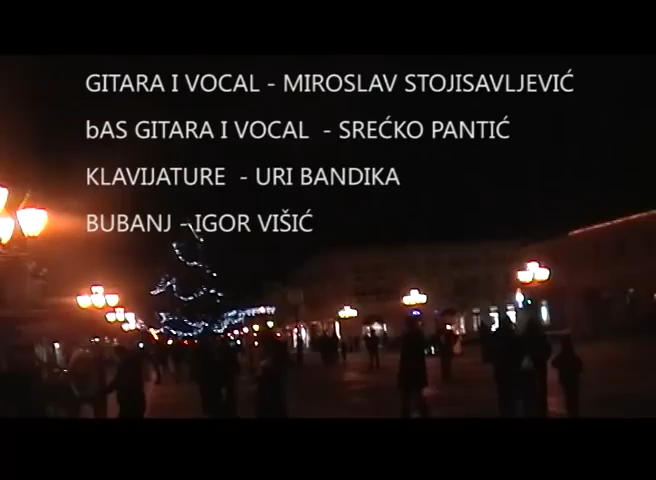 GITARA I VOCAL - MIROSLAV STOJISAVLJEVIĆ
bAS GITARA I VOCAL - SREĆKO PANTIĆ
KLAVIJATURE - URI BANDIKA
BUBANJ - IGOR VIŠIĆ